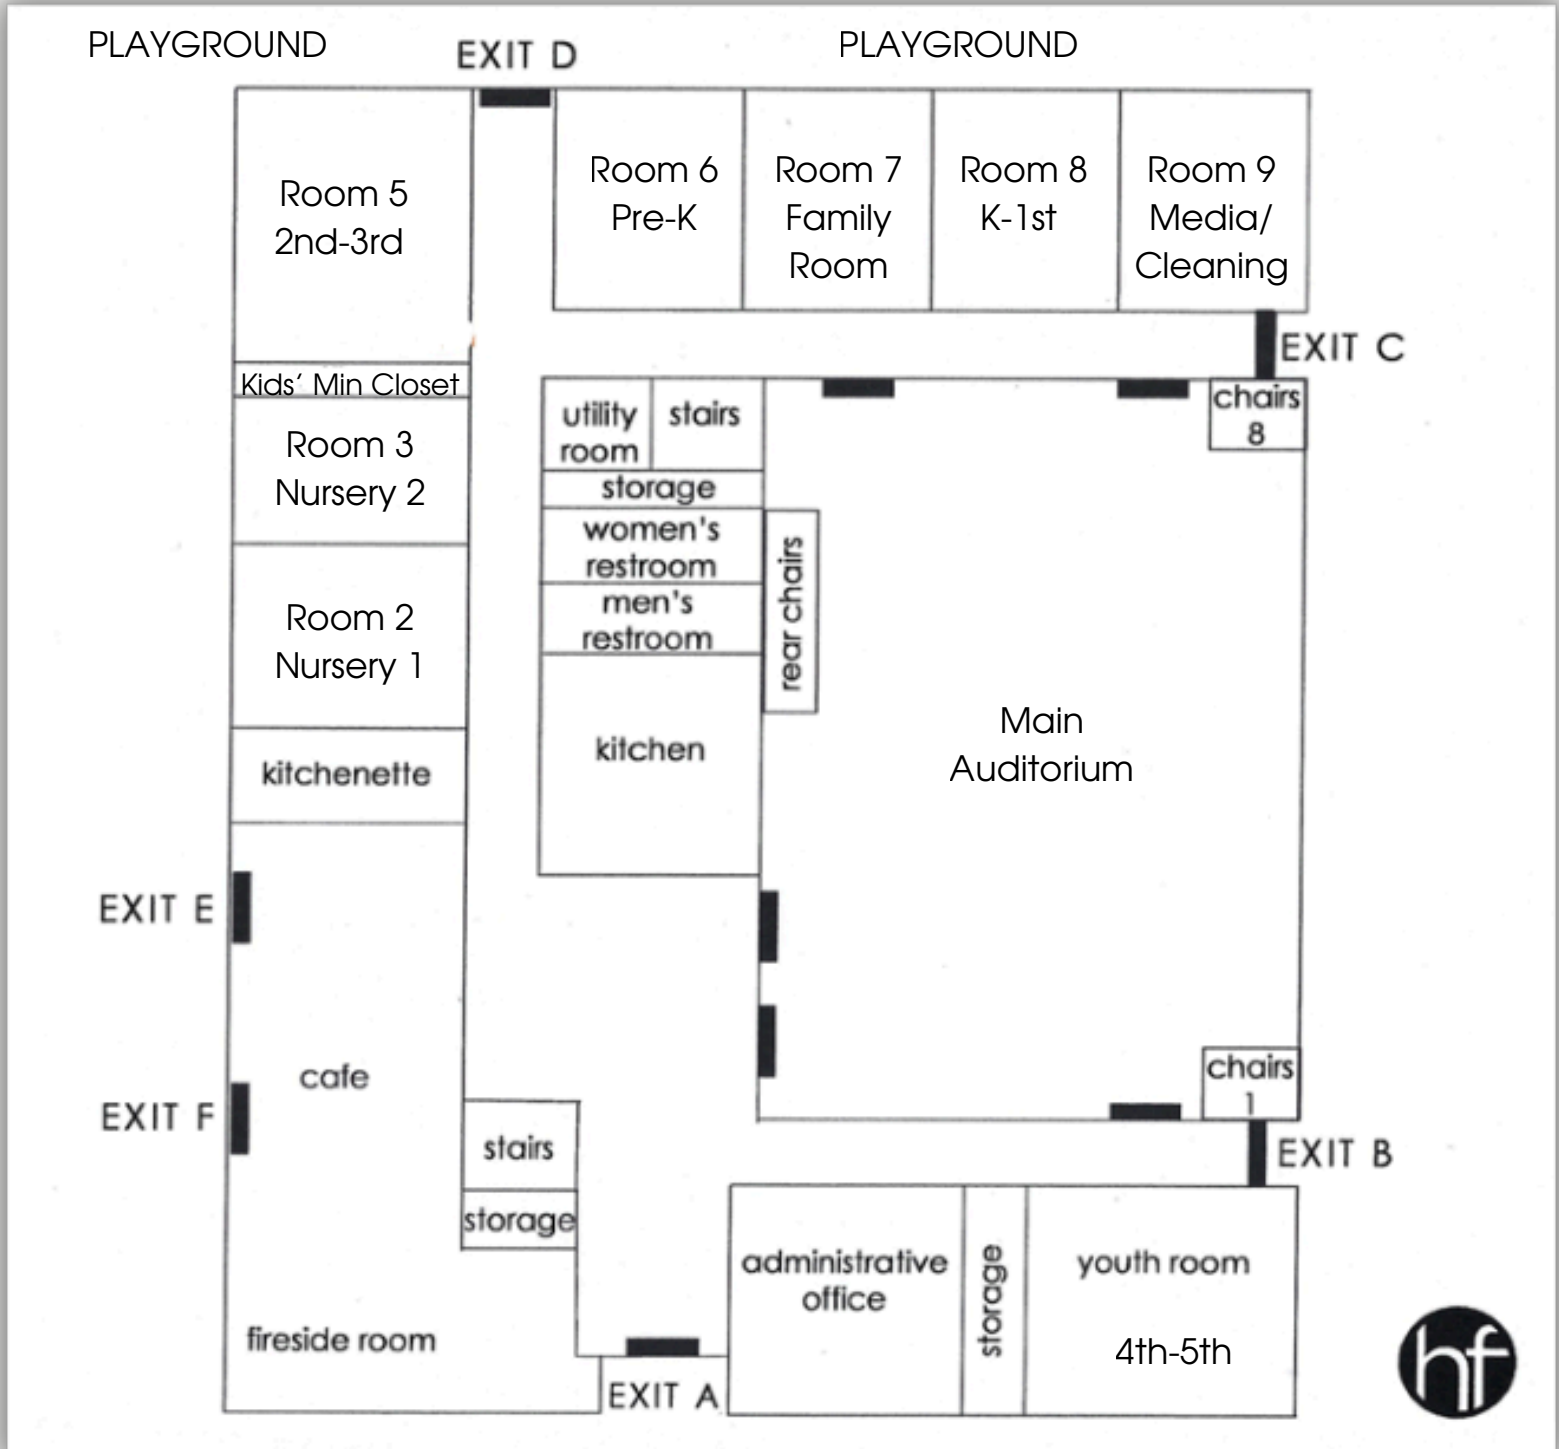 PLAYGROUND
EXIT D
PLAYGROUND
Room 5
2nd-3rd
Room 6
Pre-K
Room 7
Family
Room
Room 8
K-1st
Room 9
Media/
Cleaning
EXIT C
Kids' Min Closet
utility
room
stairs
chairs
8
Room 3
Nursery 2
storage
women's
restroom
men's
restroom
rear chairs
Room 2
Nursery 1
kitchen
Main
Auditorium
kitchenette
EXIT E
cafe
EXIT F
chairs
1
EXIT B
stairs
storage
administrative
office
storage
youth room
4th-5th
fireside room
EXIT A
hf